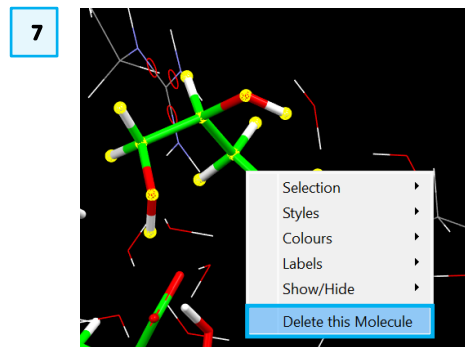 7
Selection
Styles
Colours
Labels
Show/Hide
Delete this Molecule